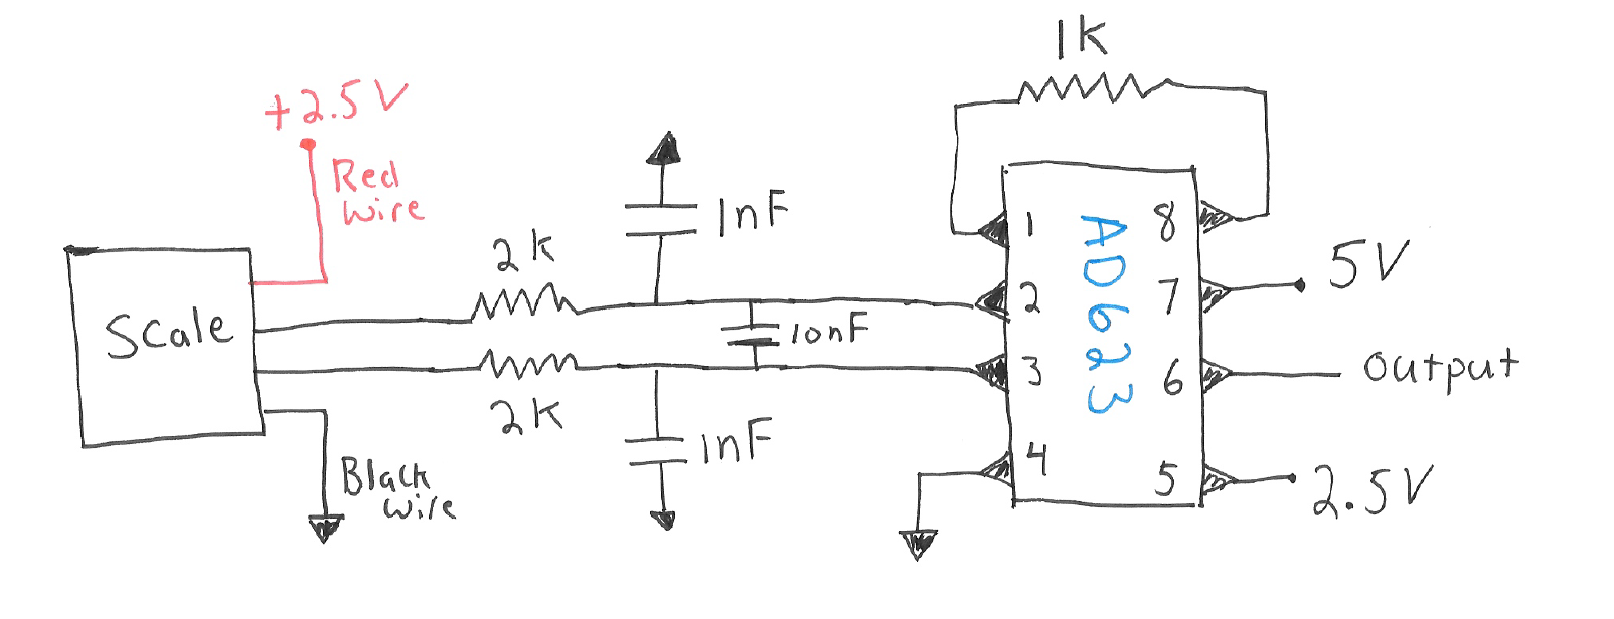 1K
+2.5V
Red
wire
1nF
2K
1
8
AD623
5V
2
7
Scale
10nF
3
6
output
2K
1nF
4
Black
wire
5
2.5V